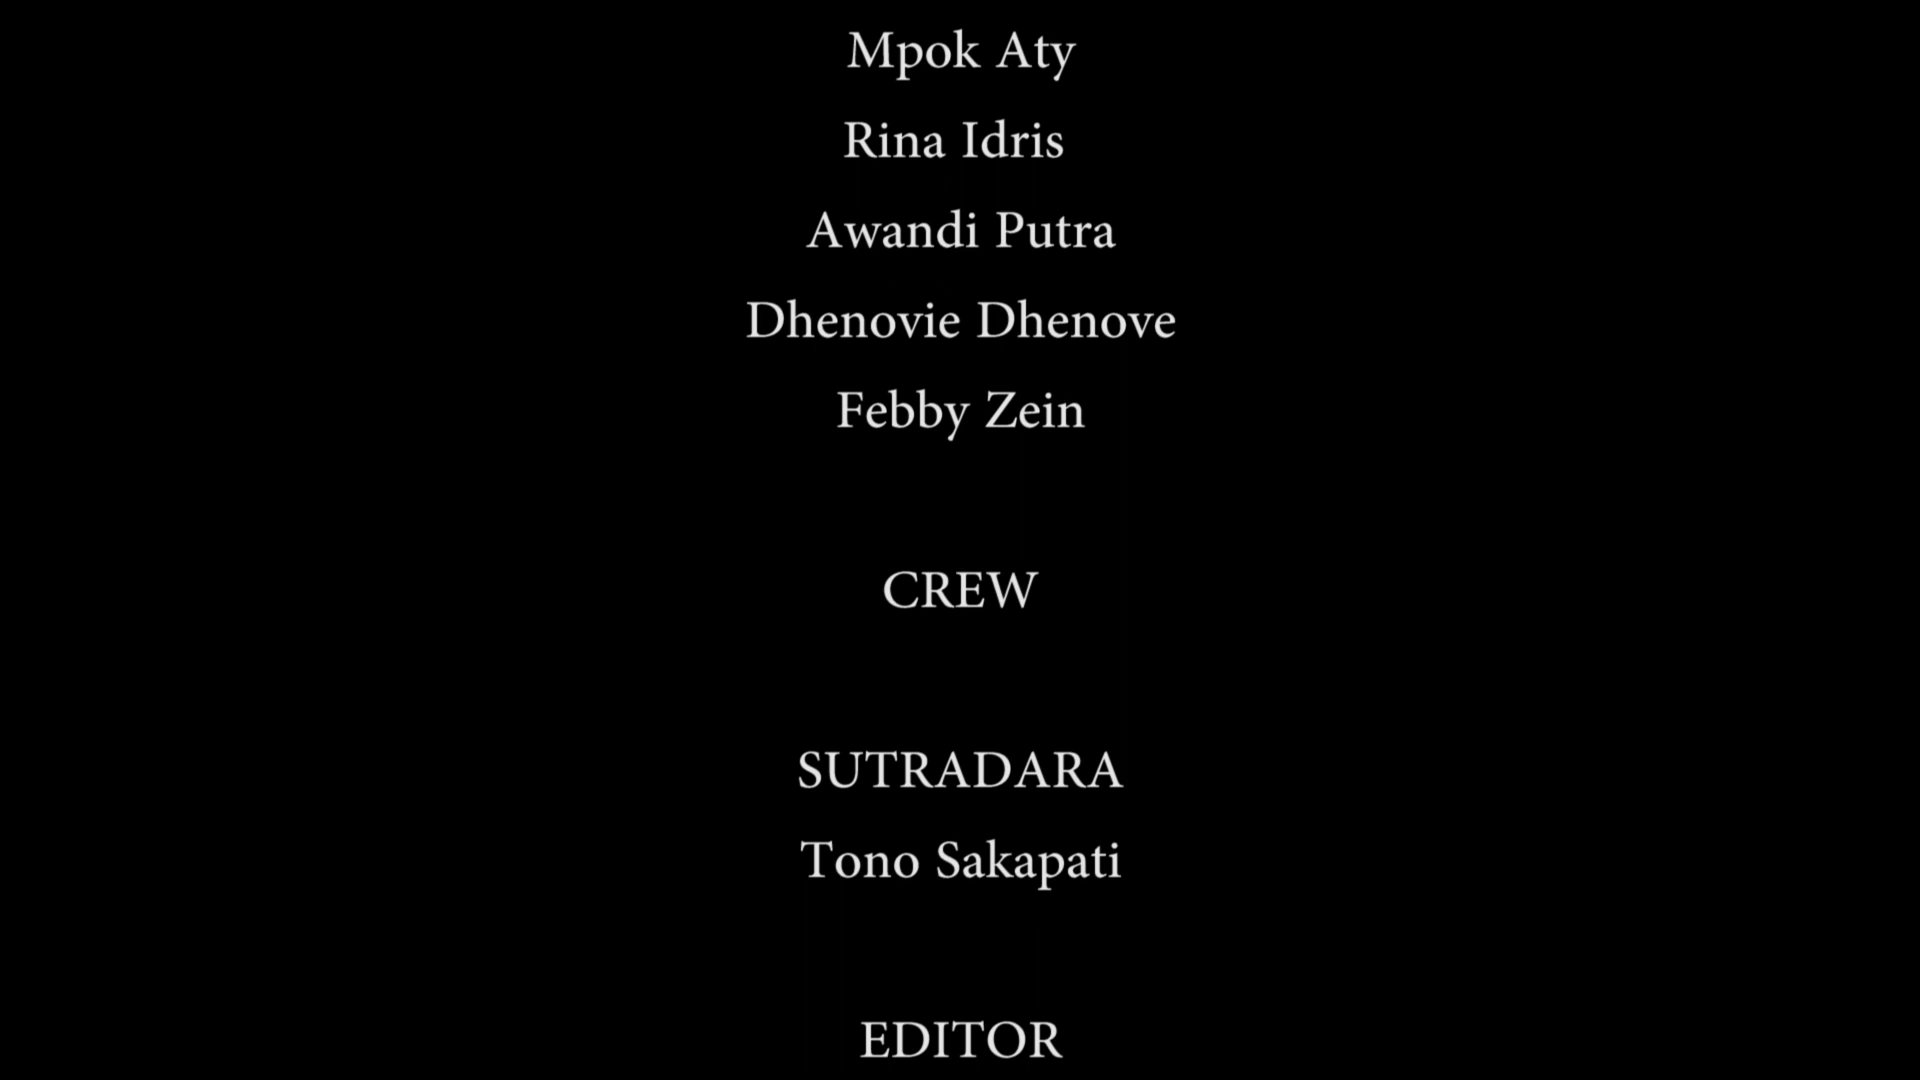 Mpok Aty
Rina Idris
Awandi Putra
Dhenovie Dhenove
Febby Zein
CREW
SUTRADARA
Tono Sakapati
EDITOR